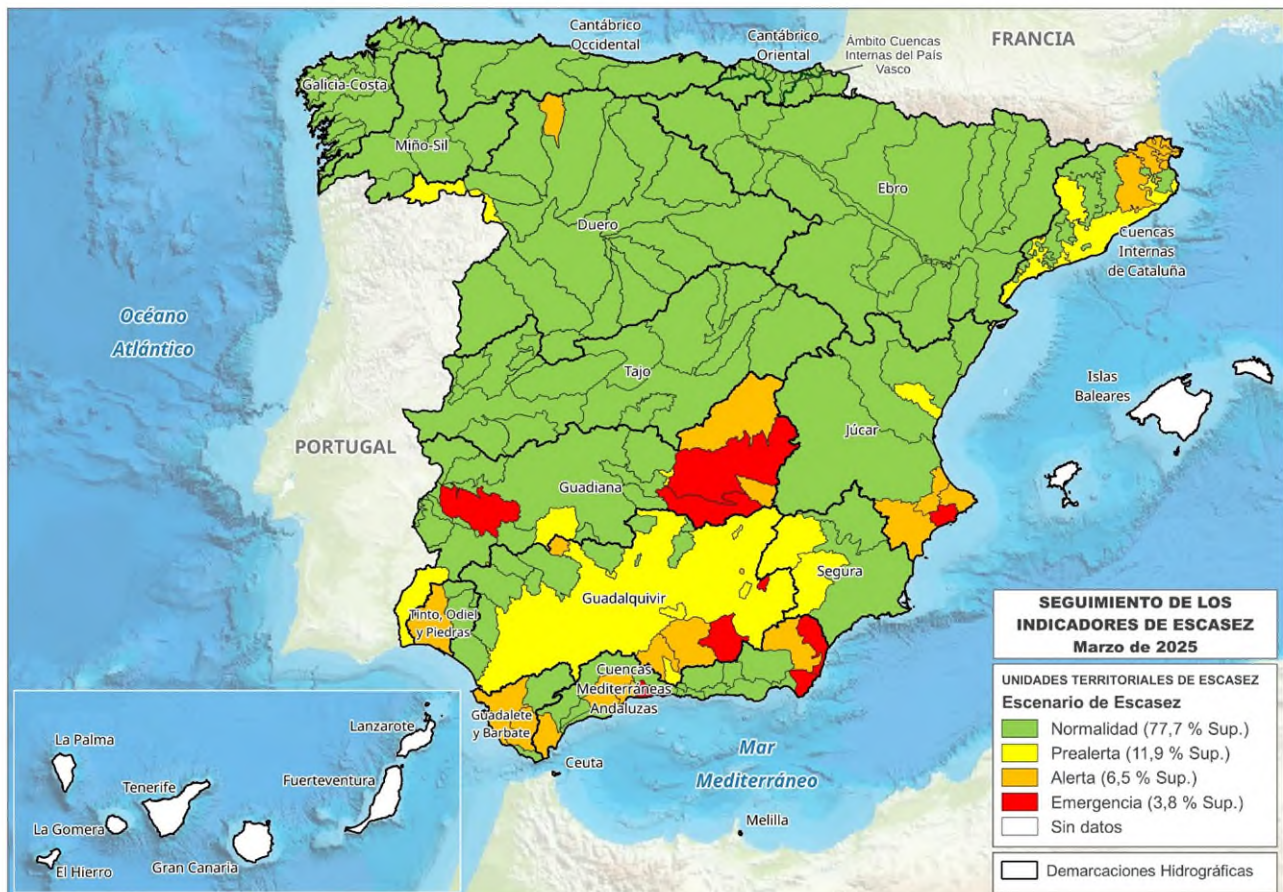 Cantábrico
Occidental
Cantábrico
Oriental
Ámbito Cuencas
Internas del País
Vasco
FRANCIA
Galicia-Costa
Miño-Sil
Ebro
Duero
Cuencas
Internas
de Cataluña
Océano
Atlántico
Tajo
Islas
Baleares
PORTUGAL
Júcar
Guadiana
Segura
Guadalquivir
Tinto, Odiel
y Piedras
Cuencas
Mediterráneas
Andaluzas
Guadalete
y Barbate
Ceuta
Mar
Mediterráneo
Melilla
Lanzarote
La Palma
Fuerteventura
Tenerife
La Gomera
El Hierro
Gran Canaria
SEGUIMIENTO DE LOS
INDICADORES DE ESCASEZ
Marzo de 2025
UNIDADES TERRITORIALES DE ESCASEZ
Escenario de Escasez
Normalidad (77,7 % Sup.)
Prealerta (11,9 % Sup.)
Alerta (6,5 % Sup.)
Emergencia (3,8 % Sup.)
Sin datos
Demarcaciones Hidrográficas